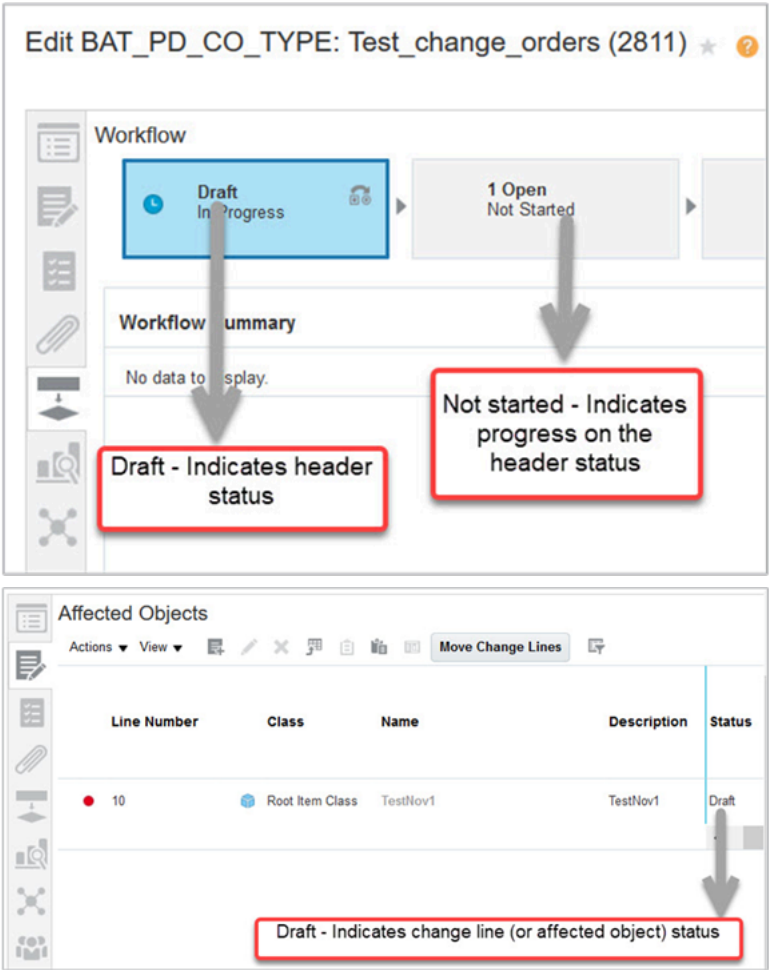 Edit BAT_PD_CO_TYPE: Test_change_orders (2811)
Workflow
Draft
In Progress
1 Open
Not Started
Workflow Summary
No data to display.
Draft - Indicates header
status
Not started - Indicates
progress on the
header status
Affected Objects
Actions View Move Change Lines
Line Number Class Name Description Status
10 Root Item Class TestNov1 TestNov1 Draft
Draft - Indicates change line (or affected object) status